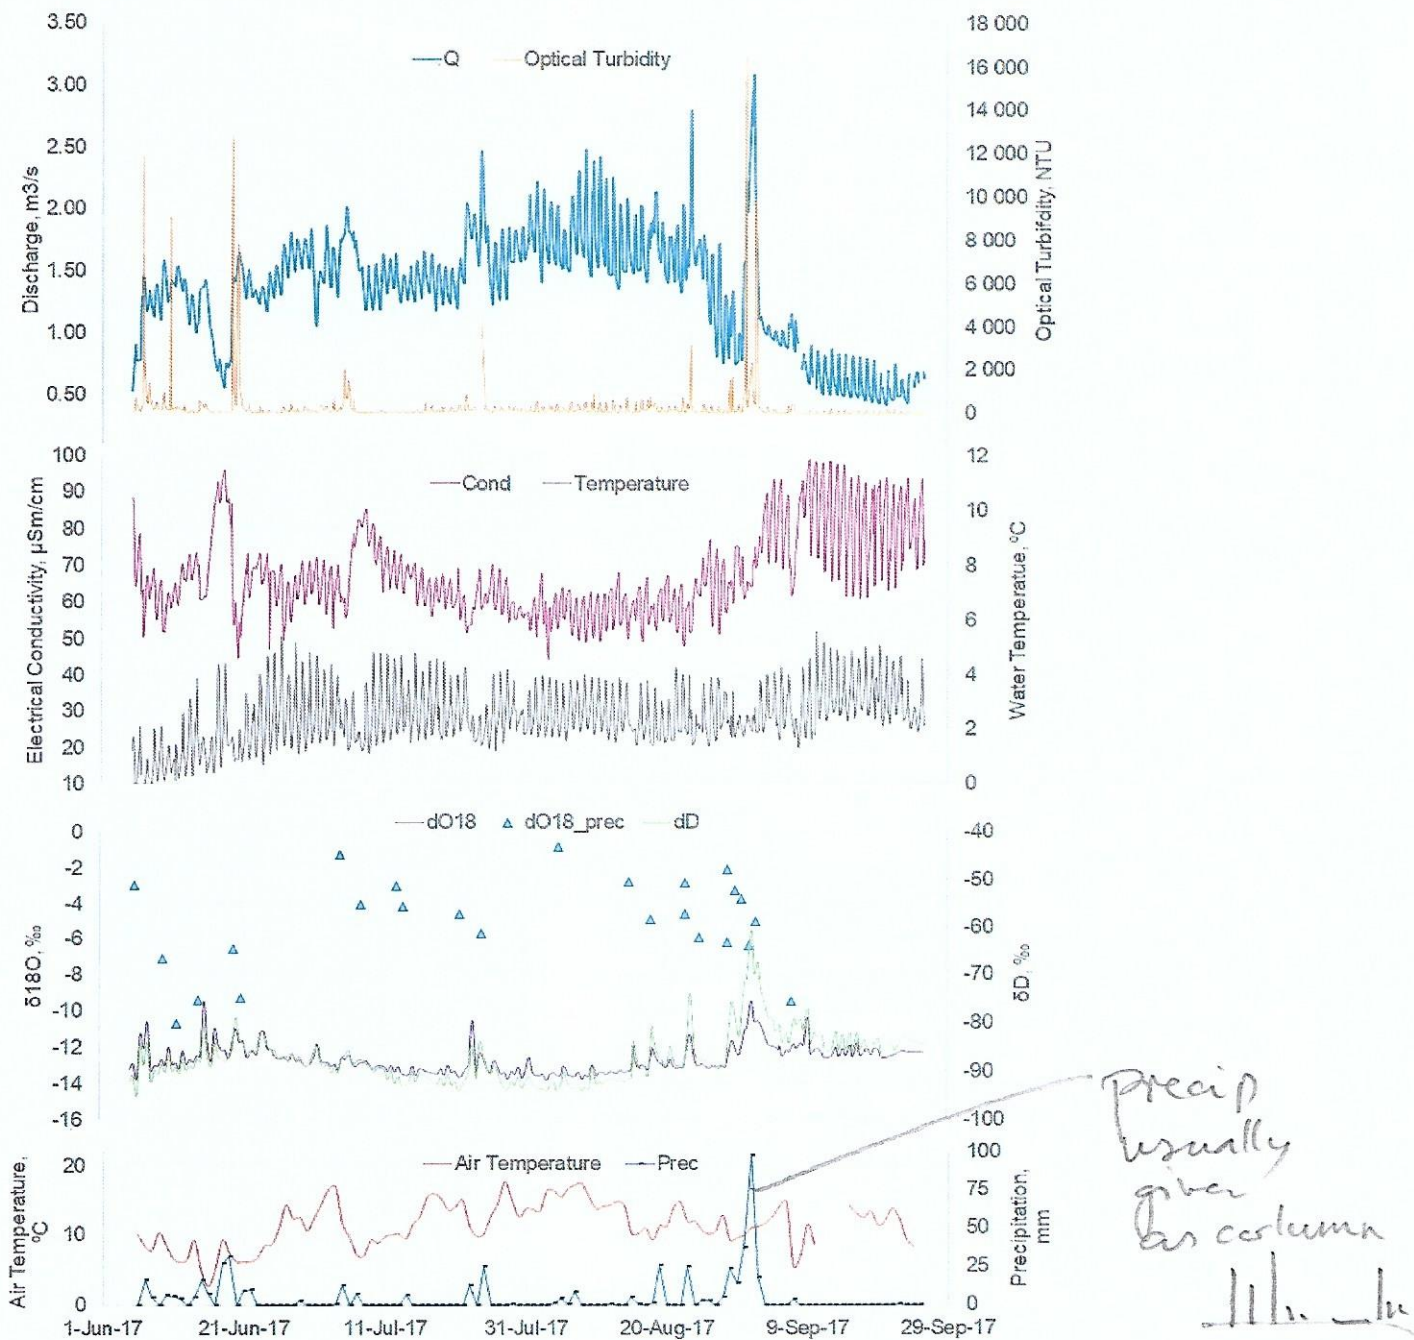 3.50
3.00
2.50
2.00
1.50
1.00
0.50
Discharge, m3/s
Q
Optical Turbidity
18 000
16 000
14 000
12 000
10 000
8 000
6 000
4 000
2 000
0
Optical Turbifdity, NTU
100
90
80
70
60
50
40
30
20
10
Electrical Conductivity, µSm/cm
Cond
Temperature
12
10
8
6
4
2
0
Water Temperatue, ºC
0
-2
-4
-6
-8
-10
-12
-14
-16
δ18O, ‰
dO18
dO18_prec
dD
-40
-50
-60
-70
-80
-90
-100
δD, ‰
20
10
0
Air Temperature,
ºC
Air Temperature
Prec
100
75
50
25
0
Precipitation,
mm
1-Jun-17
21-Jun-17
11-Jul-17
31-Jul-17
20-Aug-17
9-Sep-17
29-Sep-17
precip
usually
given
as